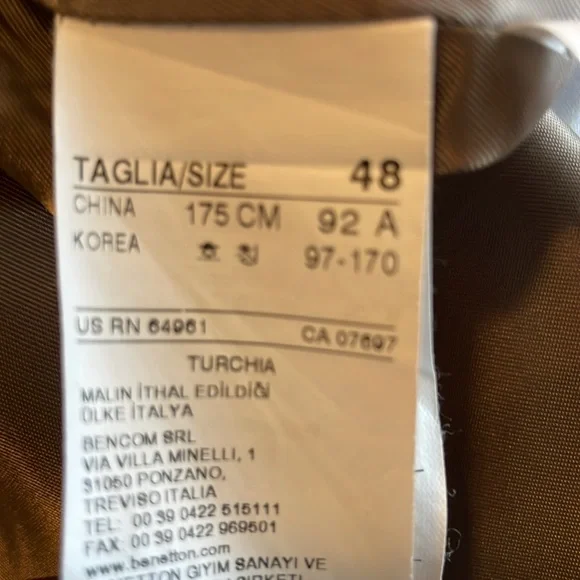 TAGLIA/SIZE 48
CHINA 175 CM 92 A
KOREA 호 칭 97-170
US RN 64961 CA 07697
TURCHIA
MALIN İTHAL EDİLDİĞİ
ÜLKE İTALYA
BENCOM SRL
VIA VILLA MINELLI, 1
31050 PONZANO,
TREVISO ITALIA
TEL: 00 39 0422 515111
FAX: 00 39 0422 969501
www.benetton.com
GIYIM SANAYI VE